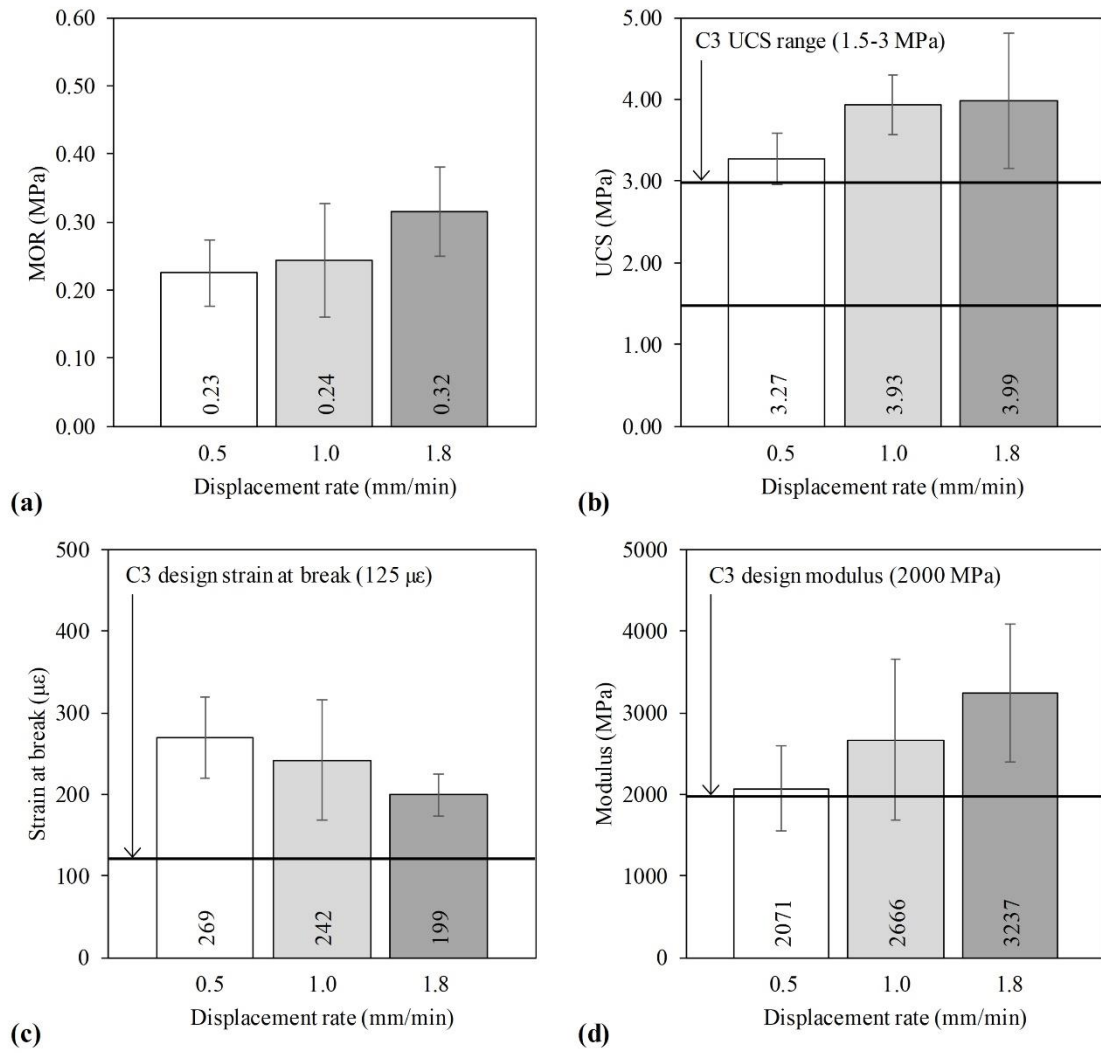 0.60
0.50
0.40
0.30
0.20
0.10
0.00
MOR (MPa)
0.23
0.24
0.32
0.5 1.0 1.8
Displacement rate (mm/min)
(a)
5.00
4.00
3.00
2.00
1.00
0.00
UCS (MPa)
C3 UCS range (1.5-3 MPa)
3.27
3.93
3.99
0.5 1.0 1.8
Displacement rate (mm/min)
(b)
500
400
300
200
100
0
Strain at break (µε)
C3 design strain at break (125 µε)
269
242
199
0.5 1.0 1.8
Displacement rate (mm/min)
(c)
5000
4000
3000
2000
1000
0
Modulus (MPa)
C3 design modulus (2000 MPa)
2071
2666
3237
0.5 1.0 1.8
Displacement rate (mm/min)
(d)